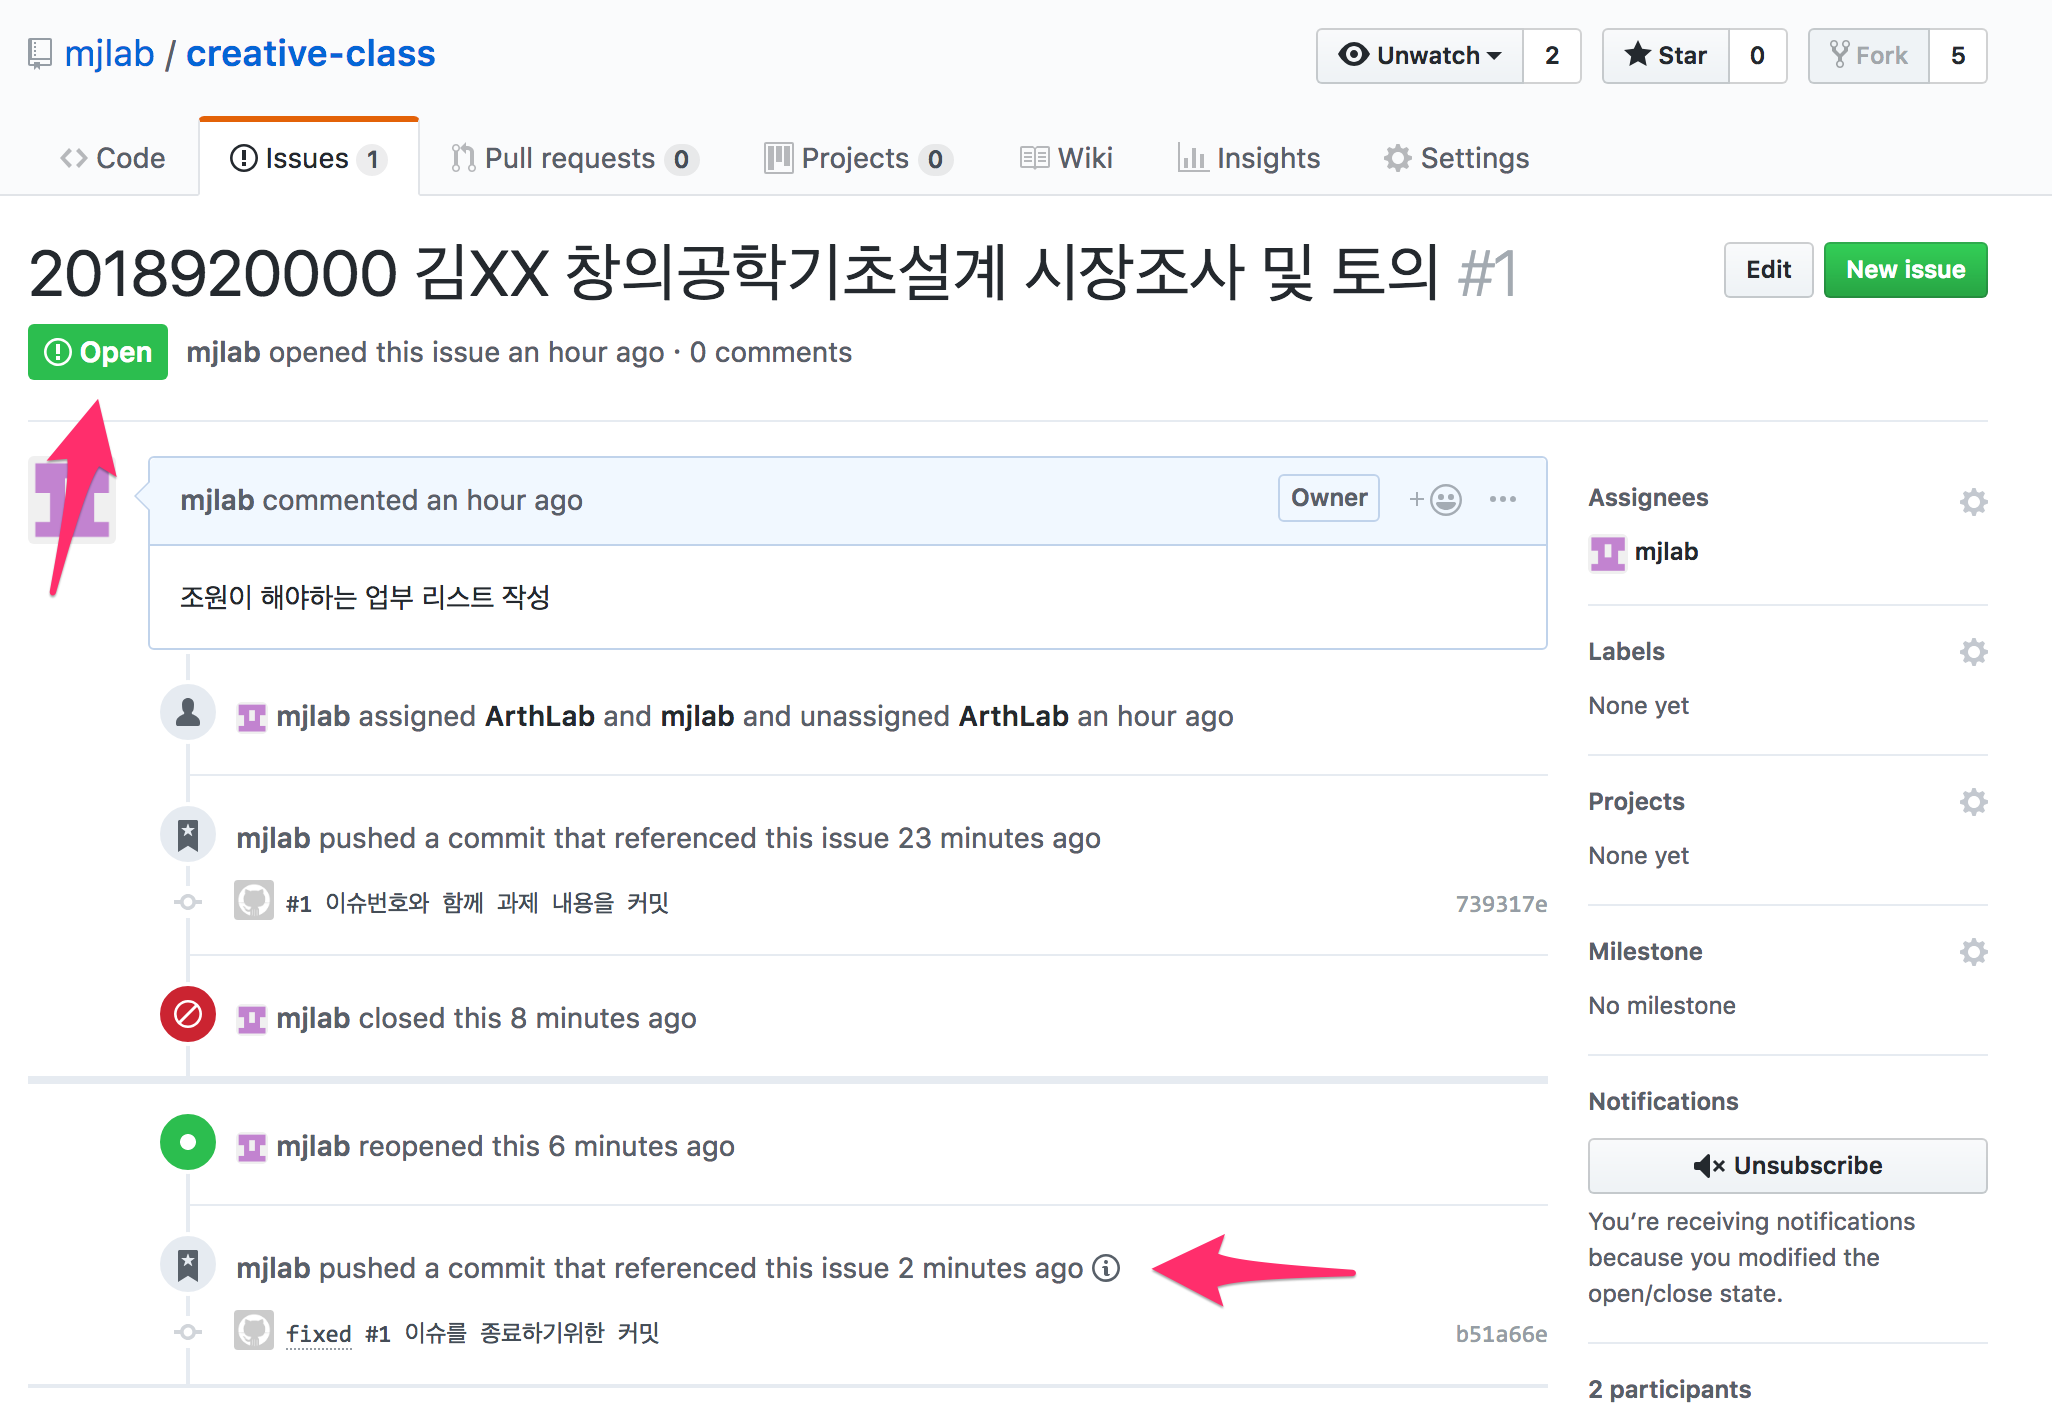 mjlab / creative-class
Unwatch 2
Star 0
Fork 5
Code
Issues 1
Pull requests 0
Projects 0
Wiki
Insights
Settings
2018920000 김XX 창의공학기초설계 시장조사 및 토의 #1
Edit
New issue
Open
mjlab opened this issue an hour ago · 0 comments
mjlab commented an hour ago
Owner
조원이 해야하는 업부 리스트 작성
mjlab assigned ArthLab and mjlab and unassigned ArthLab an hour ago
mjlab pushed a commit that referenced this issue 23 minutes ago
#1 이슈번호와 함께 과제 내용을 커밋
739317e
mjlab closed this 8 minutes ago
mjlab reopened this 6 minutes ago
mjlab pushed a commit that referenced this issue 2 minutes ago
fixed #1 이슈를 종료하기위한 커밋
b51a66e
Assignees
mjlab
Labels
None yet
Projects
None yet
Milestone
No milestone
Notifications
Unsubscribe
You’re receiving notifications
because you modified the
open/close state.
2 participants